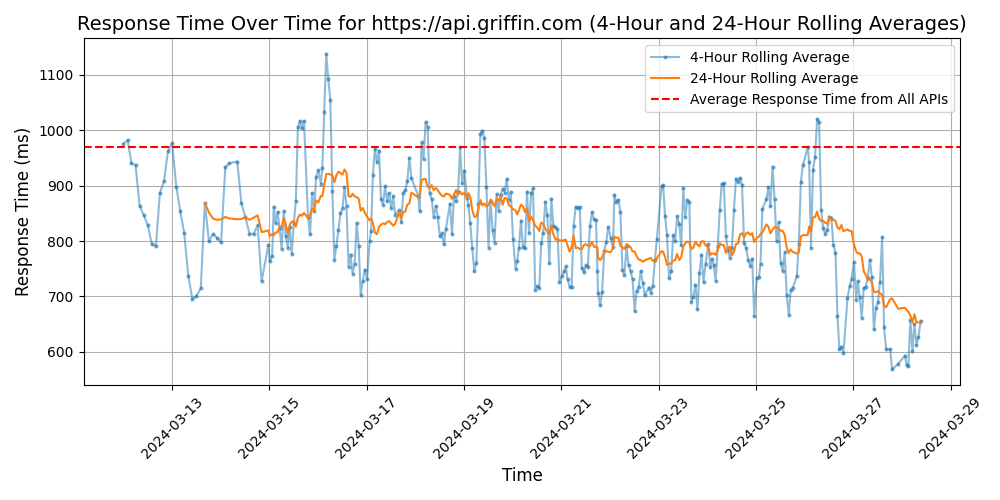 Response Time Over Time for https://api.griffin.com (4-Hour and 24-Hour Rolling Averages)
4-Hour Rolling Average
24-Hour Rolling Average
Average Response Time from All APIs
Response Time (ms)
1100
1000
900
800
700
600
2024-03-13
2024-03-15
2024-03-17
2024-03-19
2024-03-21
2024-03-23
2024-03-25
2024-03-27
2024-03-29
Time